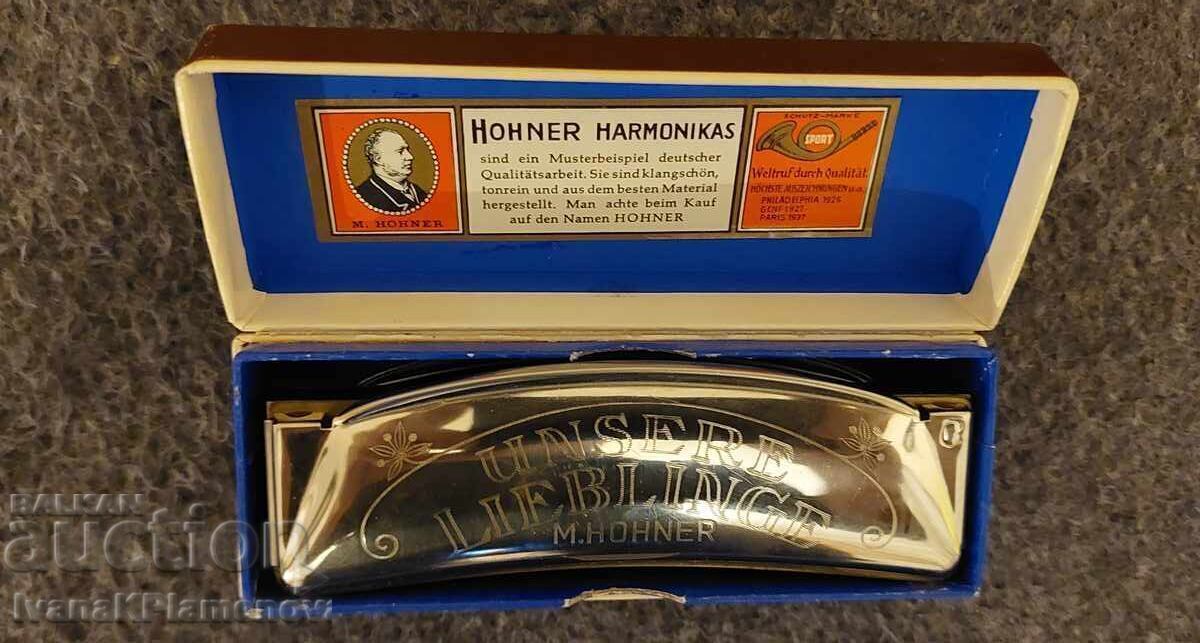 M. HOHNER
HOHNER HARMONIKAS
sind ein Musterbeispiel deutscher
Qualitätsarbeit. Sie sind klangschön,
tonrein und aus dem besten Material
hergestellt. Man achte beim Kauf
auf den Namen HOHNER
SCHUTZ-MARKE
SPORT
Weltruf durch Qualität
HÖCHSTE AUSZEICHNUNGEN u.a.
PHILADELPHIA 1926
GENF 1927
PARIS 1937
UNSERE
LIEBLINGE
M. HOHNER
C
BALKAN
auction
IvanaKPlamenov.